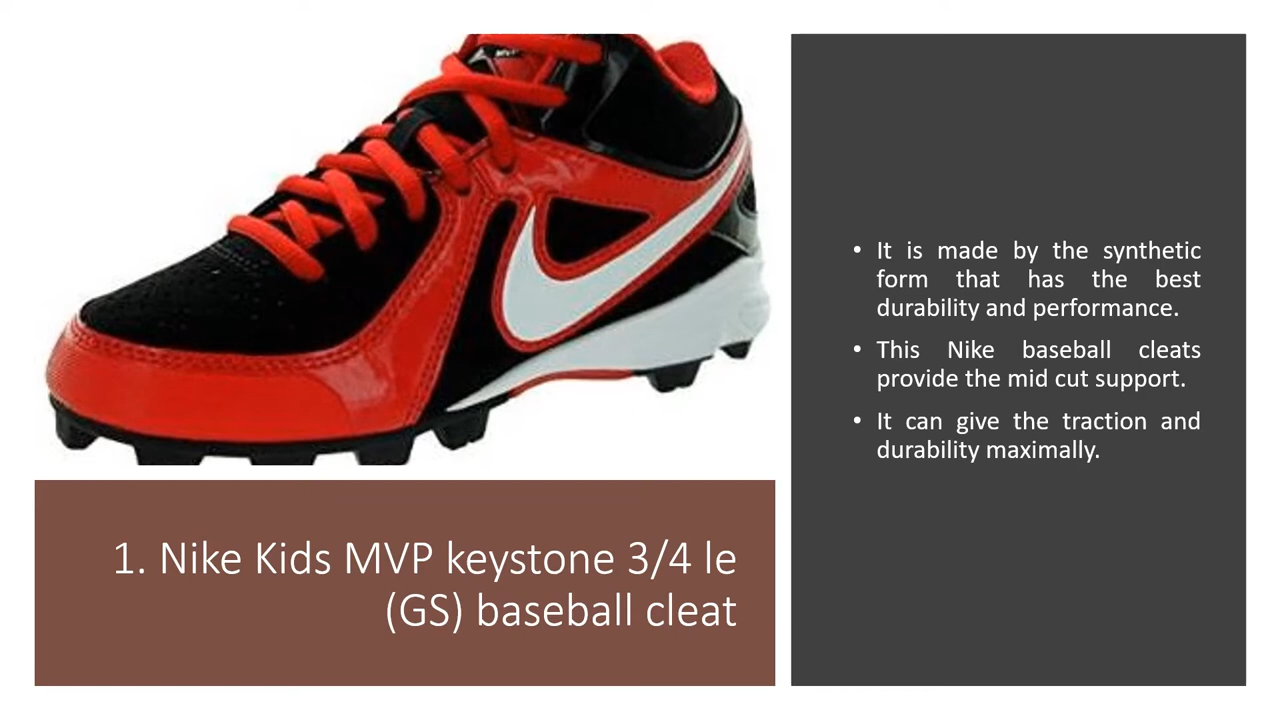 MVP
1. Nike Kids MVP keystone 3/4 le
(GS) baseball cleat
• It is made by the synthetic
form that has the best
durability and performance.
• This Nike baseball cleats
provide the mid cut support.
• It can give the traction and
durability maximally.